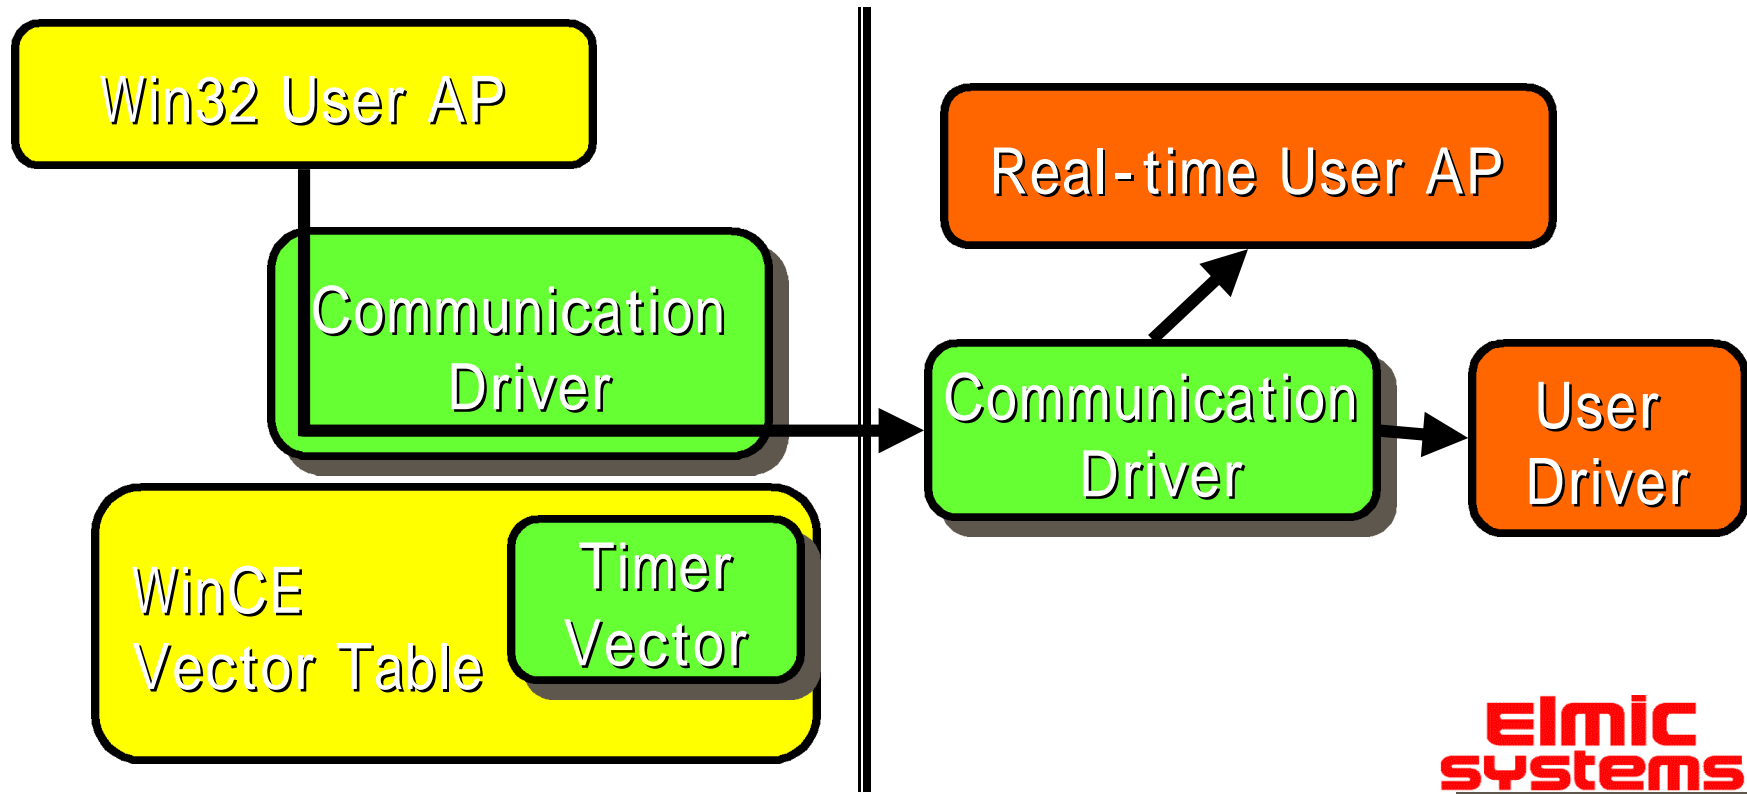 Win32 User AP
Communication
Driver
WinCE
Vector Table
Timer
Vector
Real-time User AP
Communication
Driver
User
Driver
Elmic
systems